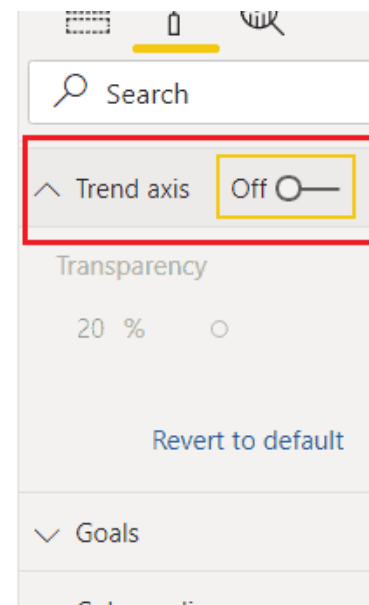 Search
Trend axis Off
Transparency
20 %
Revert to default
Goals